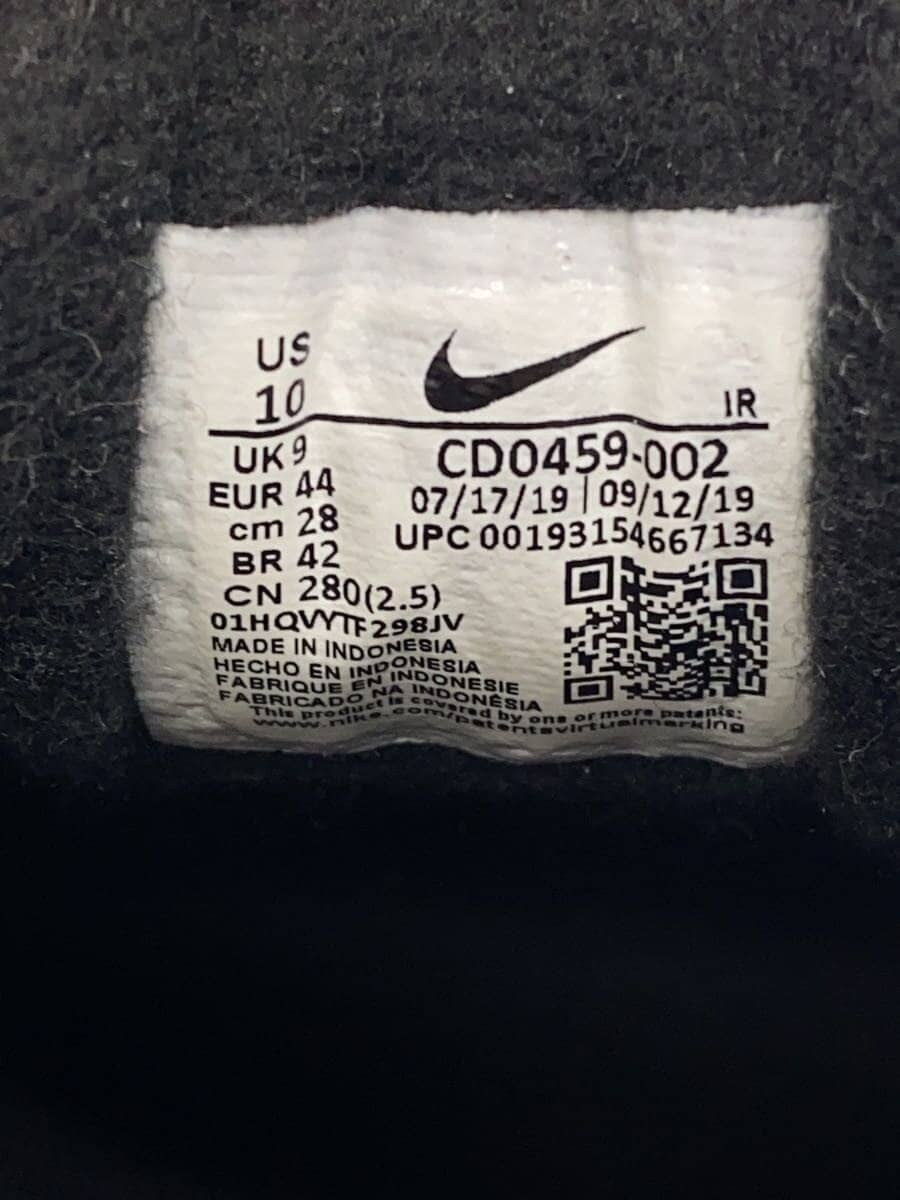 US
10
IR
UK 9
EUR 44
cm 28
BR 42
CN 280(2.5)
CD0459-002
07/17/19 | 09/12/19
UPC 00193154667134
01HQVYTF298JV
MADE IN INDONESIA
HECHO EN INDONESIA
FABRIQUE EN INDONESIE
FABRICADO NA INDONÉSIA
This product is covered by one or more patents:
www.nike.com/patentsvirtualmarking